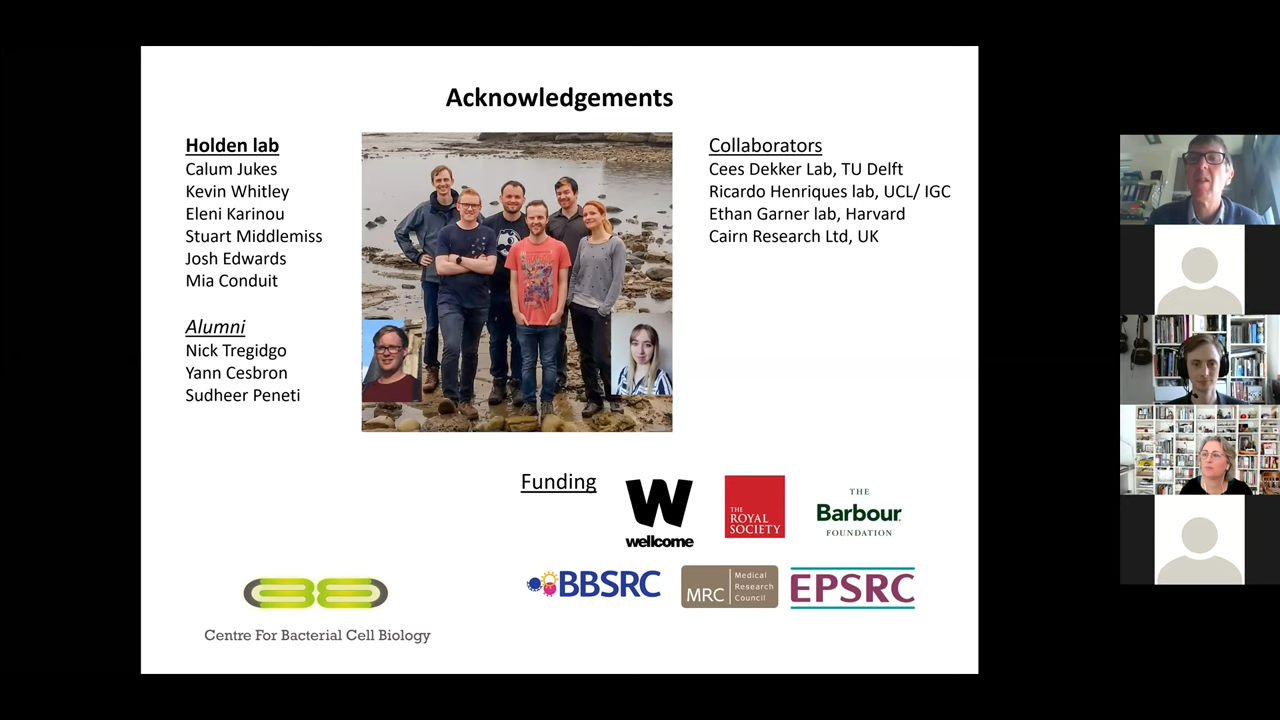 Acknowledgements
Holden lab
Calum Jukes
Kevin Whitley
Eleni Karinou
Stuart Middlemiss
Josh Edwards
Mia Conduit
Alumni
Nick Tregidgo
Yann Cesbron
Sudheer Peneti
Collaborators
Cees Dekker Lab, TU Delft
Ricardo Henriques lab, UCL/ IGC
Ethan Garner lab, Harvard
Cairn Research Ltd, UK
Funding
W
wellcome
THE
ROYAL
SOCIETY
THE
Barbour
FOUNDATION
BBSRC
MRC
Medical
Research
Council
EPSRC
Centre For Bacterial Cell Biology